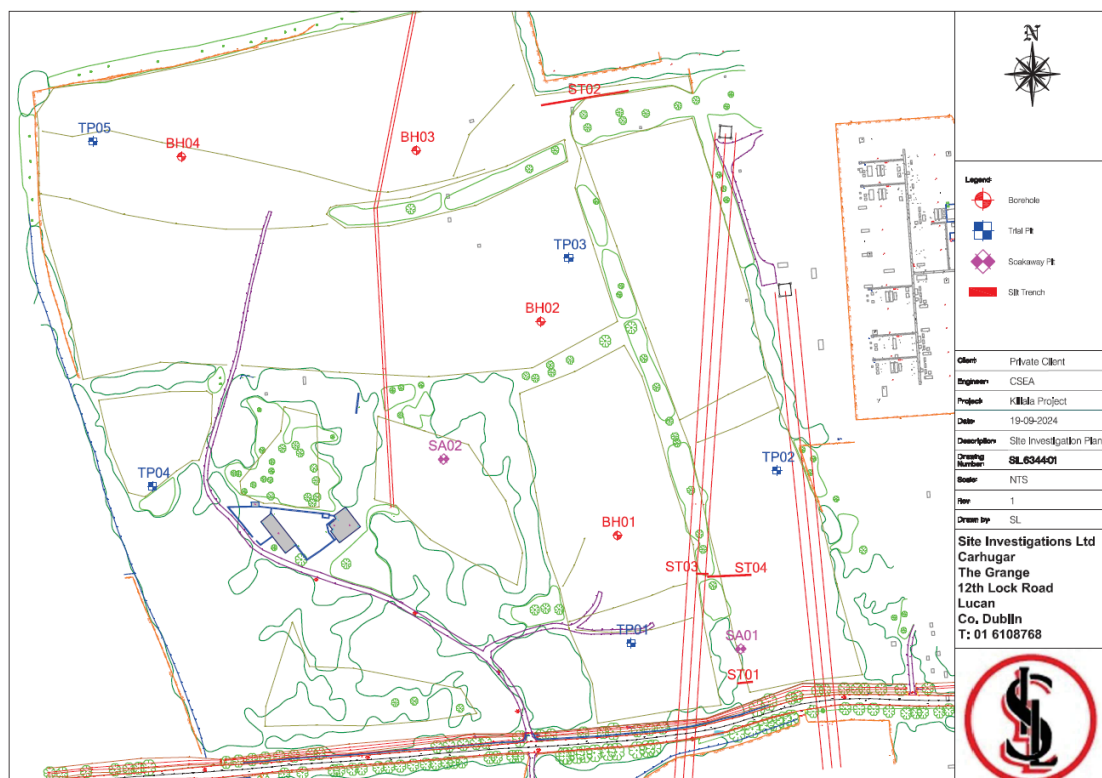 ST02
TP05
BH04
BH03
TP03
BH02
SA02
TP04
TP02
BH01
ST03
ST04
TP01
SA01
ST01
N
Legend:
Borehole
Trial Pit
Soakaway Pit
Slit Trench
Client: Private Client
Engineer: CSEA
Project: Killala Project
Date: 19-09-2024
Description: Site Investigation Plan
Drawing Number: SIL634401
Scale: NTS
Rev: 1
Drawn by: SL
Site Investigations Ltd
Carhugar
The Grange
12th Lock Road
Lucan
Co. Dublin
T: 01 6108768
SIL